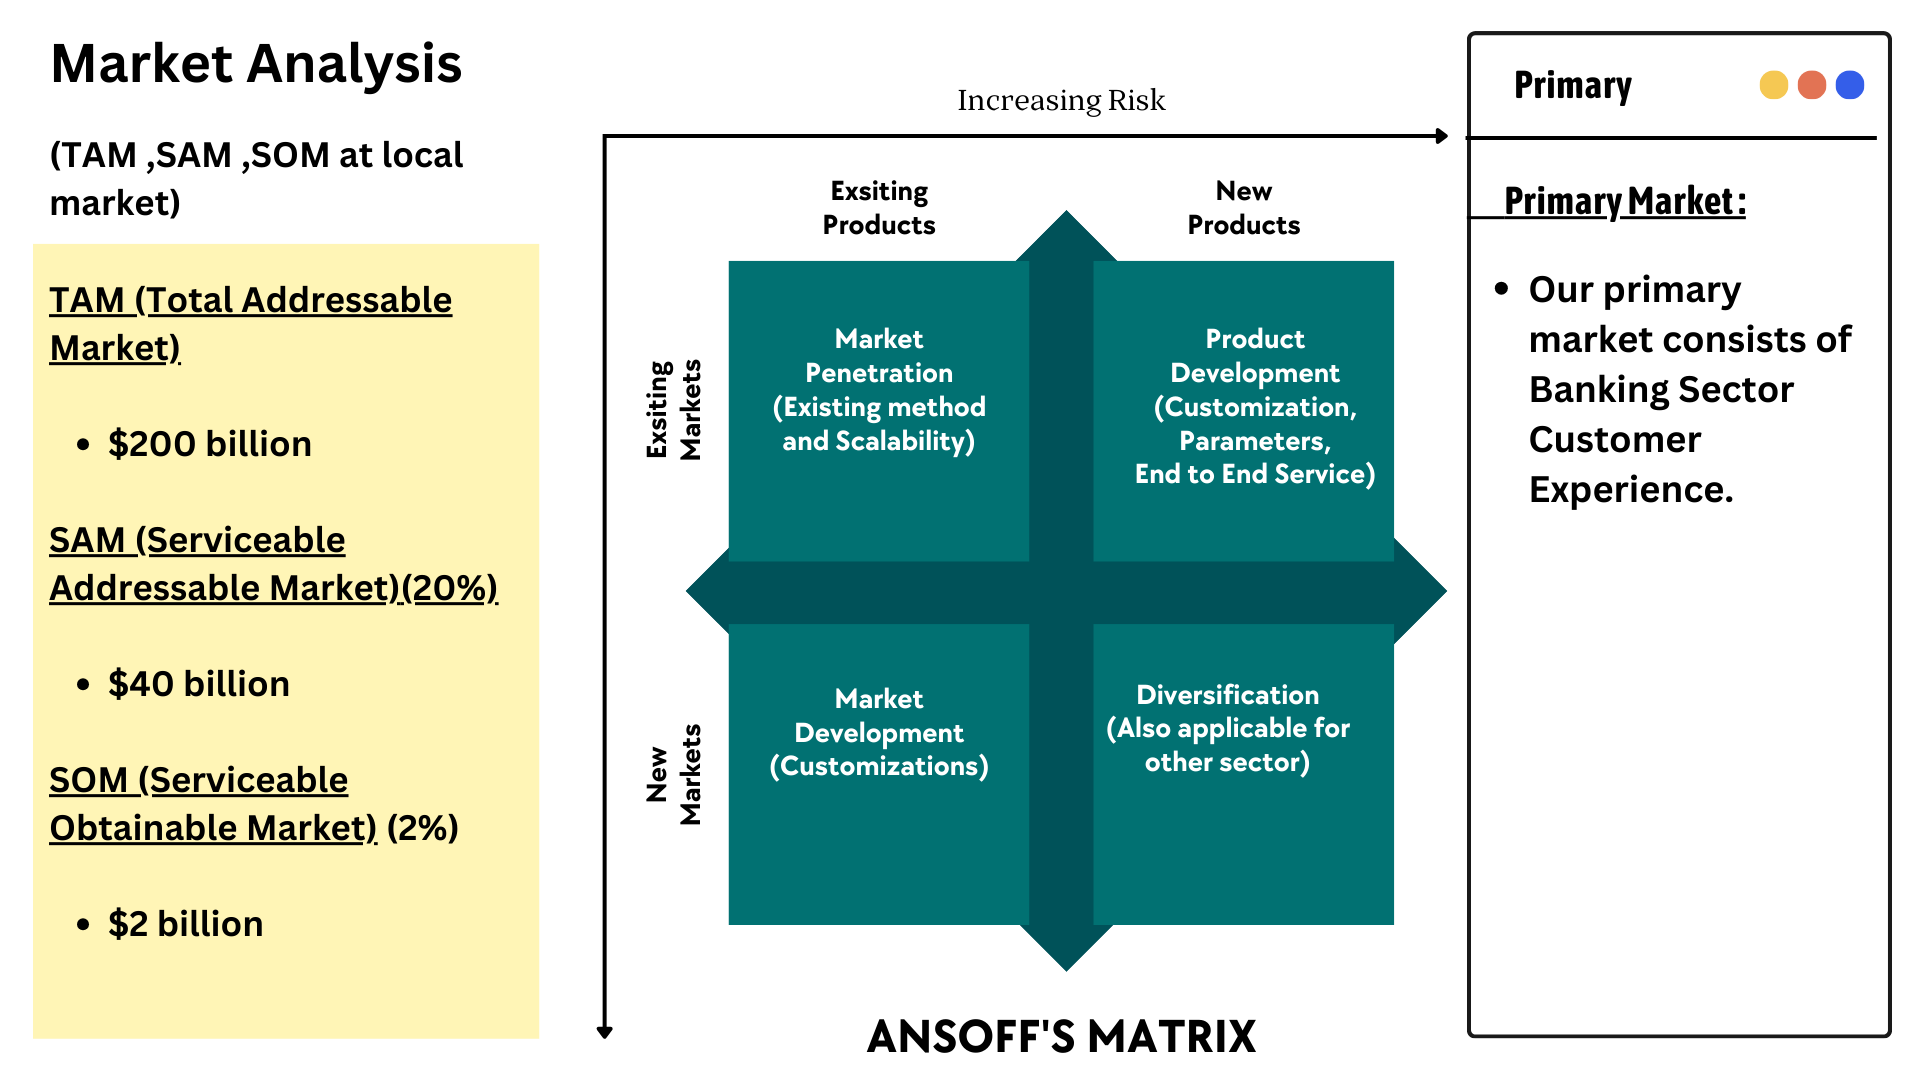 Market Analysis
(TAM ,SAM ,SOM at local
market)
TAM (Total Addressable
Market)
• $200 billion
SAM (Serviceable
Addressable Market)(20%)
• $40 billion
SOM (Serviceable
Obtainable Market) (2%)
• $2 billion
Increasing Risk
Exsiting
Products
New
Products
Exsiting
Markets
Market
Penetration
(Existing method
and Scalability)
Product
Development
(Customization,
Parameters,
End to End Service)
New
Markets
Market
Development
(Customizations)
Diversification
(Also applicable for
other sector)
ANSOFF'S MATRIX
Primary
Primary Market :
• Our primary
market consists of
Banking Sector
Customer
Experience.